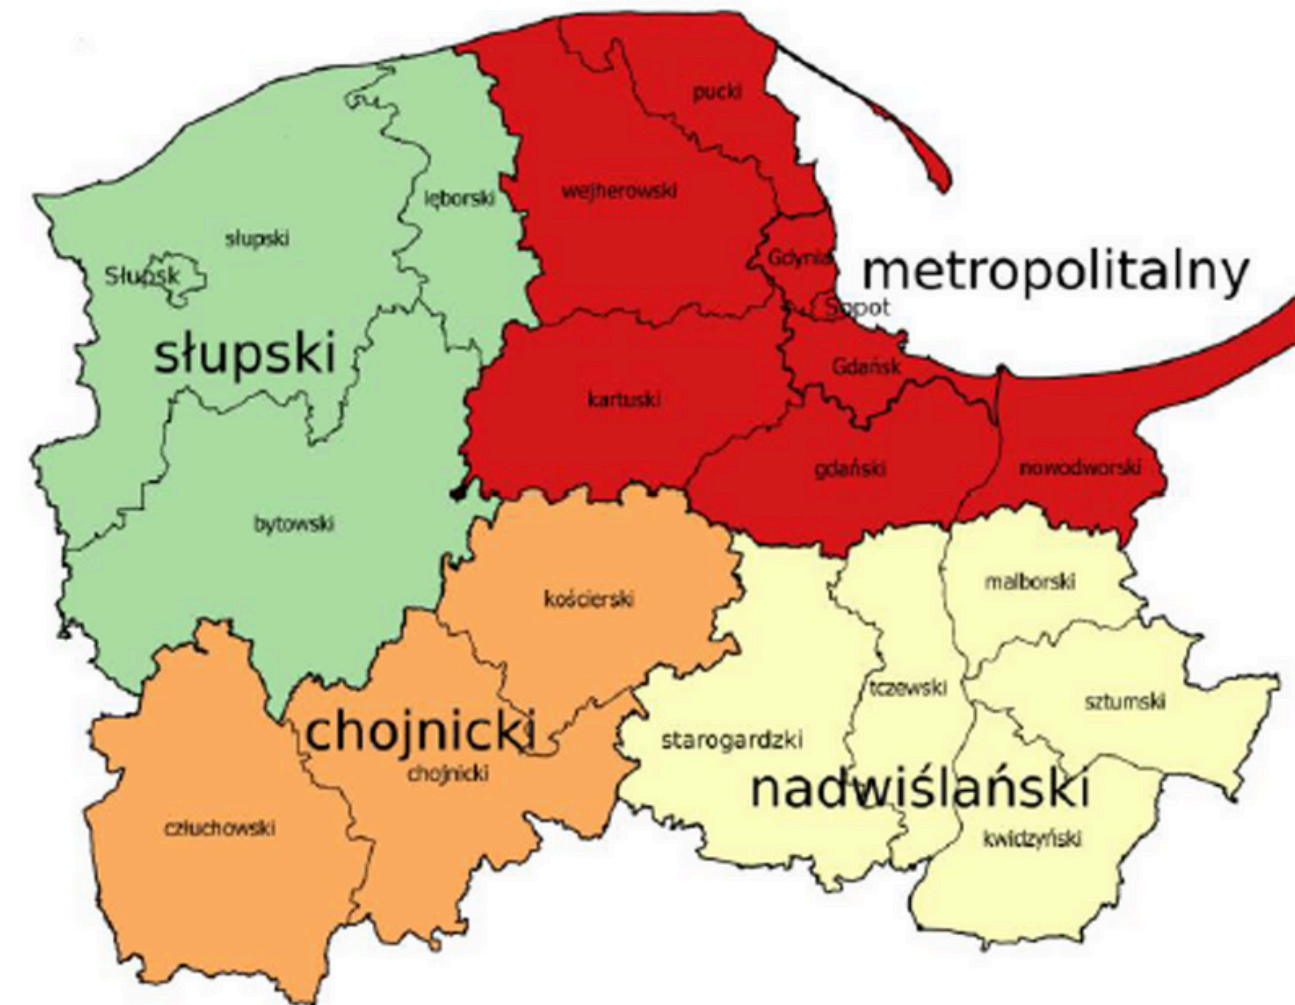 pucki
wejherowski
lęborski
słupski
Gdynia
metropolitalny
Słupsk
Sopot
słupski
Gdańsk
kartuski
gdański
nowodworski
bytowski
malborski
kościerski
tczewski
sztumski
chojnicki
starogardzki
chojnicki
nadwiślański
człuchowski
kwidzyński